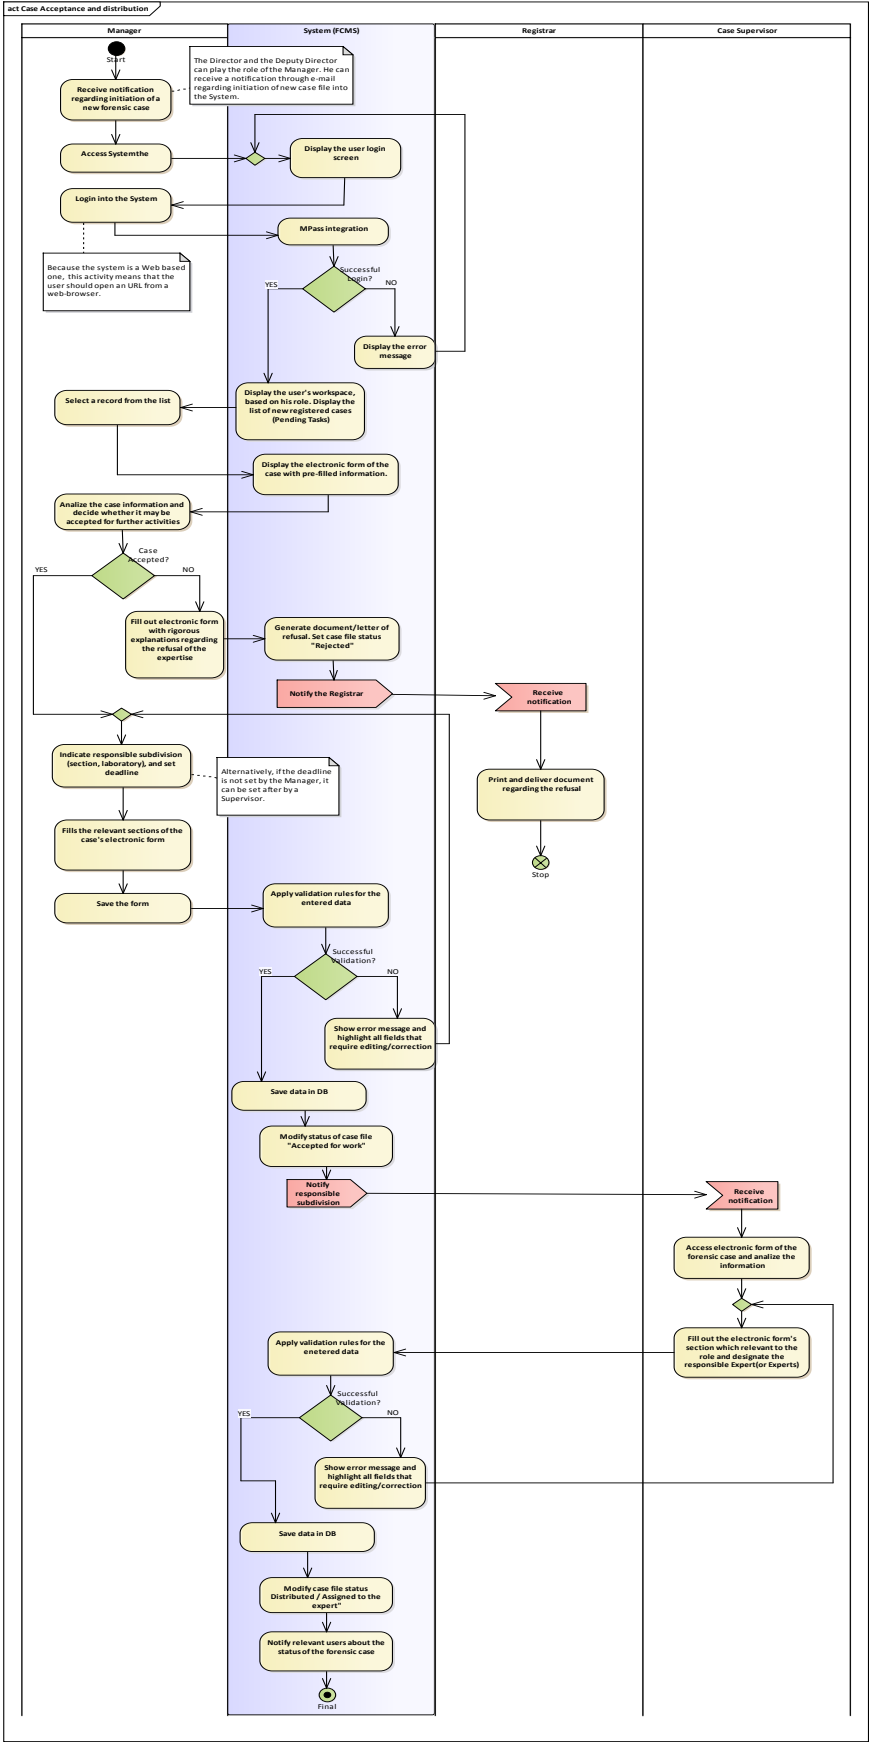 act Case Acceptance and distribution
Manager
System (FCMS)
Registrar
Case Supervisor
Start
The Director and the Deputy Director
can play the role of the Manager. He can
receive a notification through e-mail
regarding initiation of new case file into
the System.
Receive notification
regarding initiation of a
new forensic case
Access Systemthe
Display the user login
screen
Login into the System
MPass integration
Because the system is a Web based
one, this activity means that the
user should open an URL from a
web-browser.
Successful
Login?
YES
NO
Display the error
message
Display the user's workspace,
based on his role. Display the
list of new registered cases
(Pending Tasks)
Select a record from the list
Display the electronic form of the
case with pre-filled information.
Analize the case information and
decide whether it may be
accepted for further activities
Case
Accepted?
YES
NO
Fill out electronic form
with rigorous
explanations regarding
the refusal of the
expertise
Generate document/letter of
refusal. Set case file status
"Rejected"
Notify the Registrar
Receive
notification
Indicate responsible subdivision
(section, laboratory), and set
deadline
Alternatively, if the deadline
is not set by the Manager, it
can be set after by a
Supervisor.
Print and deliver document
regarding the refusal
Fills the relevant sections of the
case's electronic form
Stop
Save the form
Apply validation rules for the
entered data
Successful
Validation?
YES
NO
Show error message and
highlight all fields that
require editing/correction
Save data in DB
Modify status of case file
"Accepted for work"
Notify
responsible
subdivision
Receive
notification
Access electronic form of the
forensic case and analize the
information
Fill out the electronic form's
section which relevant to the
role and designate the
responsible Expert(or Experts)
Apply validation rules for the
enetered data
Successful
Validation?
YES
NO
Show error message and
highlight all fields that
require editing/correction
Save data in DB
Modify case file status
Distributed / Assigned to the
expert"
Notify relevant users about the
status of the forensic case
Final